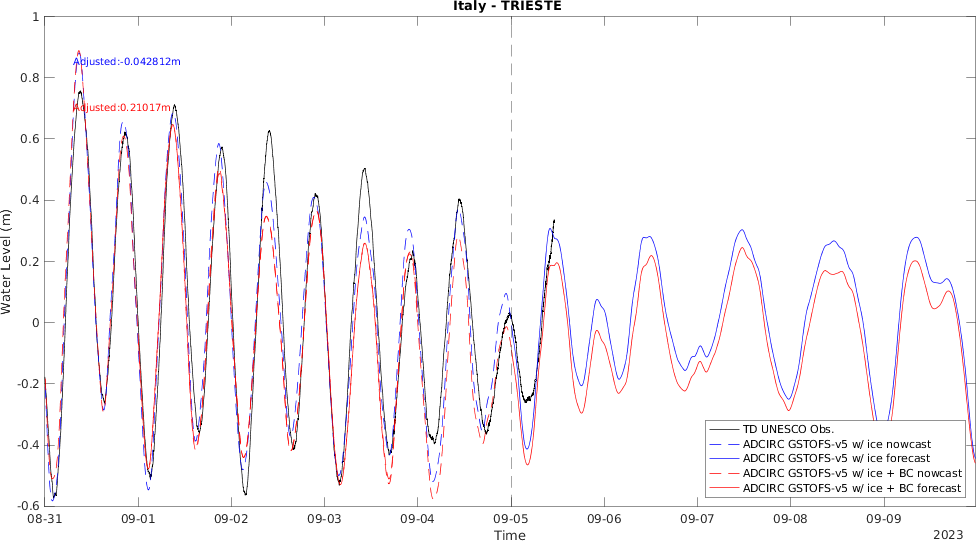 Italy - TRIESTE
1
0.8
0.6
0.4
0.2
0
-0.2
-0.4
-0.6
Water Level (m)
Adjusted:-0.042812m
Adjusted:0.21017m
TD UNESCO Obs.
ADCIRC GSTOFS-v5 w/ ice nowcast
ADCIRC GSTOFS-v5 w/ ice forecast
ADCIRC GSTOFS-v5 w/ ice + BC nowcast
ADCIRC GSTOFS-v5 w/ ice + BC forecast
08-31 09-01 09-02 09-03 09-04 09-05 09-06 09-07 09-08 09-09
Time
2023